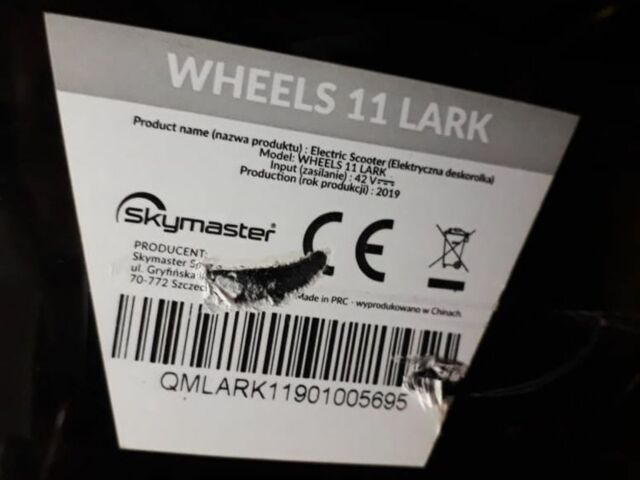 WHEELS 11 LARK
Product name (nazwa produktu) : Electric Scooter (Elektryczna deskorolka)
Model: WHEELS 11 LARK
Input (zasilanie) : 42 V
Production (rok produkcji) : 2019
skymaster®
CE
PRODUCENT:
Skymaster
ul. Gryfińska
70-772
Made in PRC - wyprodukowano w Chinach
QMLARK11901005695